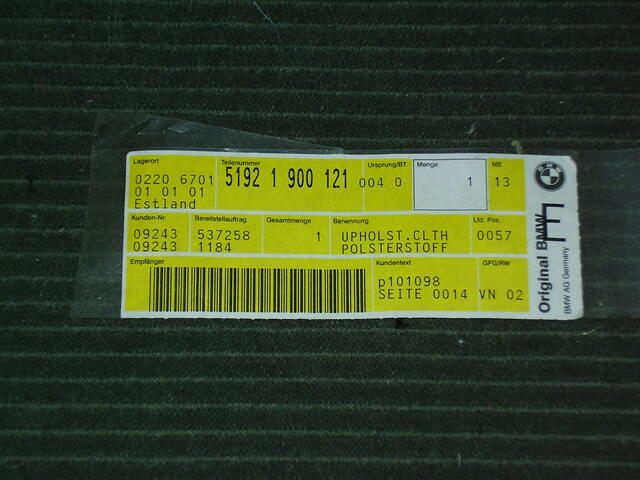 Lagerort Teilenummer Ursprung/BT Menge ME
0220 6701 5192 1 900 121 004 0 1 13
01 01 01
Estland
Kunden-Nr. Bereitstellauftrag Gesamtmenge Benennung Lfd. Pos.
09243 537258 1 UPHOLST.CLTH 0057
09243 1184 POLSTERSTOFF
Empfänger Kundentext GFG/RW
p101098
SEITE 0014 VN 02
BMW
Original BMW
BMW AG Germany